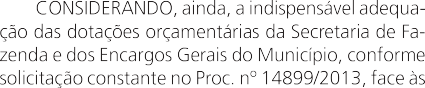 CONSIDERANDO, ainda, a indispensável adequa-
ção das dotações orçamentárias da Secretaria de Fa-
zenda e dos Encargos Gerais do Município, conforme
solicitação constante no Proc. nº 14899/2013, face às